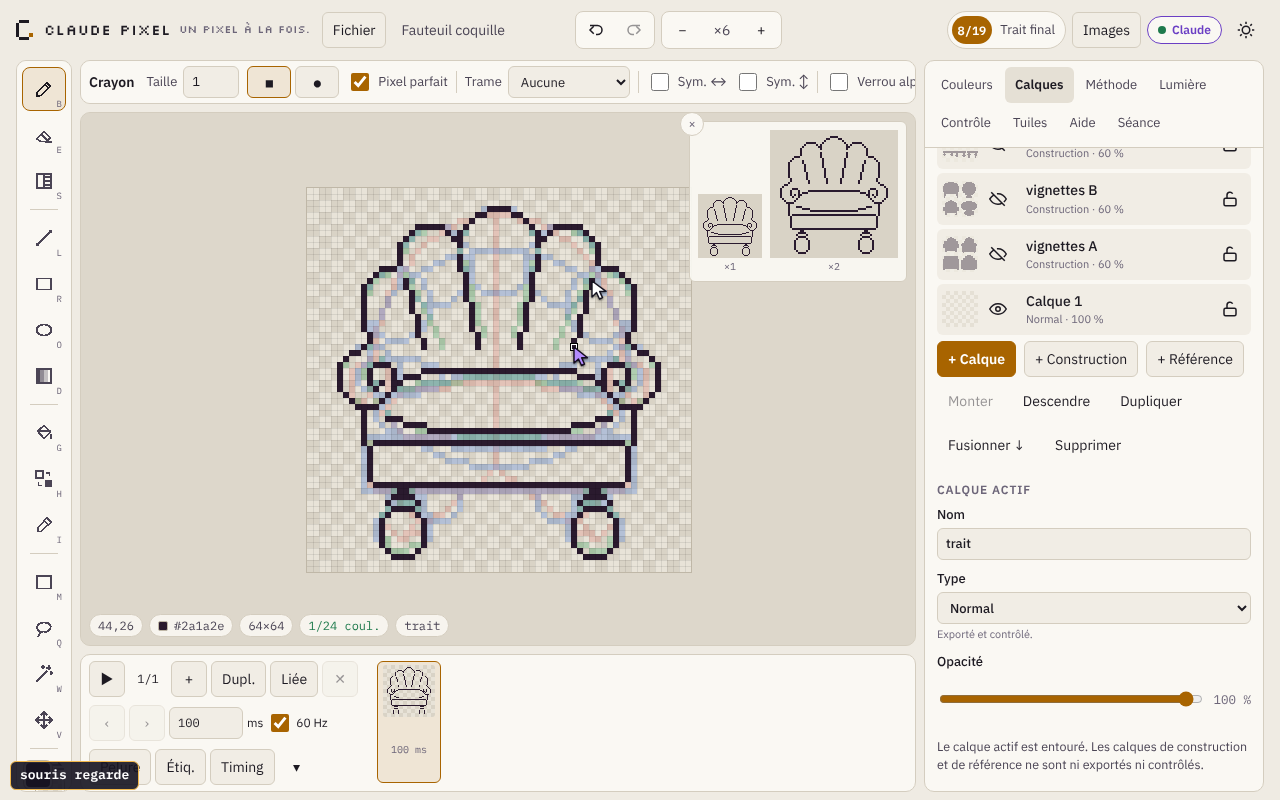 CLAUDE PIXEL UN PIXEL À LA FOIS. Fichier Fauteuil coquille − ×6 + 8/19 Trait final Images Claude
Crayon Taille 1 ■ ● Pixel parfait Trame Aucune Sym. ↔ Sym. ↕ Verrou alp
B
E
S
L
R
O
D
G
H
I
M
Q
W
V
×1 ×2
44,26 #2a1a2e 64×64 1/24 coul. trait
1/1 + Dupl. Liée ✕
‹ › 100 ms 60 Hz
Étiq. Timing ▼
100 ms
souris regarde
Couleurs Calques Méthode Lumière
Contrôle Tuiles Aide Séance
Construction · 60 %
vignettes B
Construction · 60 %
vignettes A
Construction · 60 %
Calque 1
Normal · 100 %
+ Calque + Construction + Référence
Monter Descendre Dupliquer
Fusionner ↓ Supprimer
CALQUE ACTIF
Nom
trait
Type
Normal
Exporté et contrôlé.
Opacité
100 %
Le calque actif est entouré. Les calques de construction
et de référence ne sont ni exportés ni contrôlés.